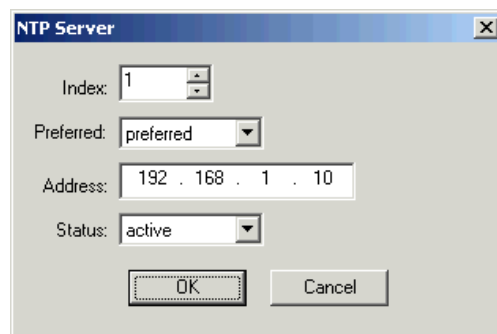 NTP Server
Index: 1
Preferred: preferred
Address: 192 . 168 . 1 . 10
Status: active
OK Cancel